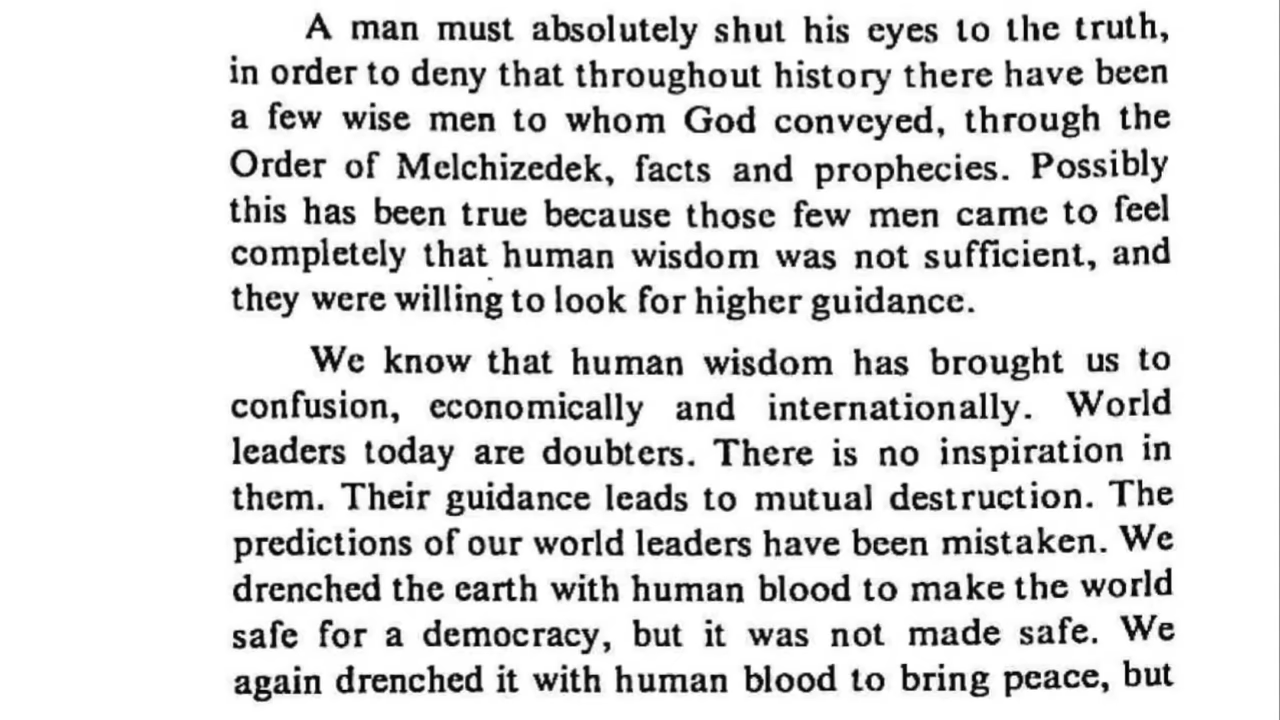 A man must absolutely shut his eyes to the truth,
in order to deny that throughout history there have been
a few wise men to whom God conveyed, through the
Order of Melchizedek, facts and prophecies. Possibly
this has been true because those few men came to feel
completely that human wisdom was not sufficient, and
they were willing to look for higher guidance.
We know that human wisdom has brought us to
confusion, economically and internationally. World
leaders today are doubters. There is no inspiration in
them. Their guidance leads to mutual destruction. The
predictions of our world leaders have been mistaken. We
drenched the earth with human blood to make the world
safe for a democracy, but it was not made safe. We
again drenched it with human blood to bring peace, but